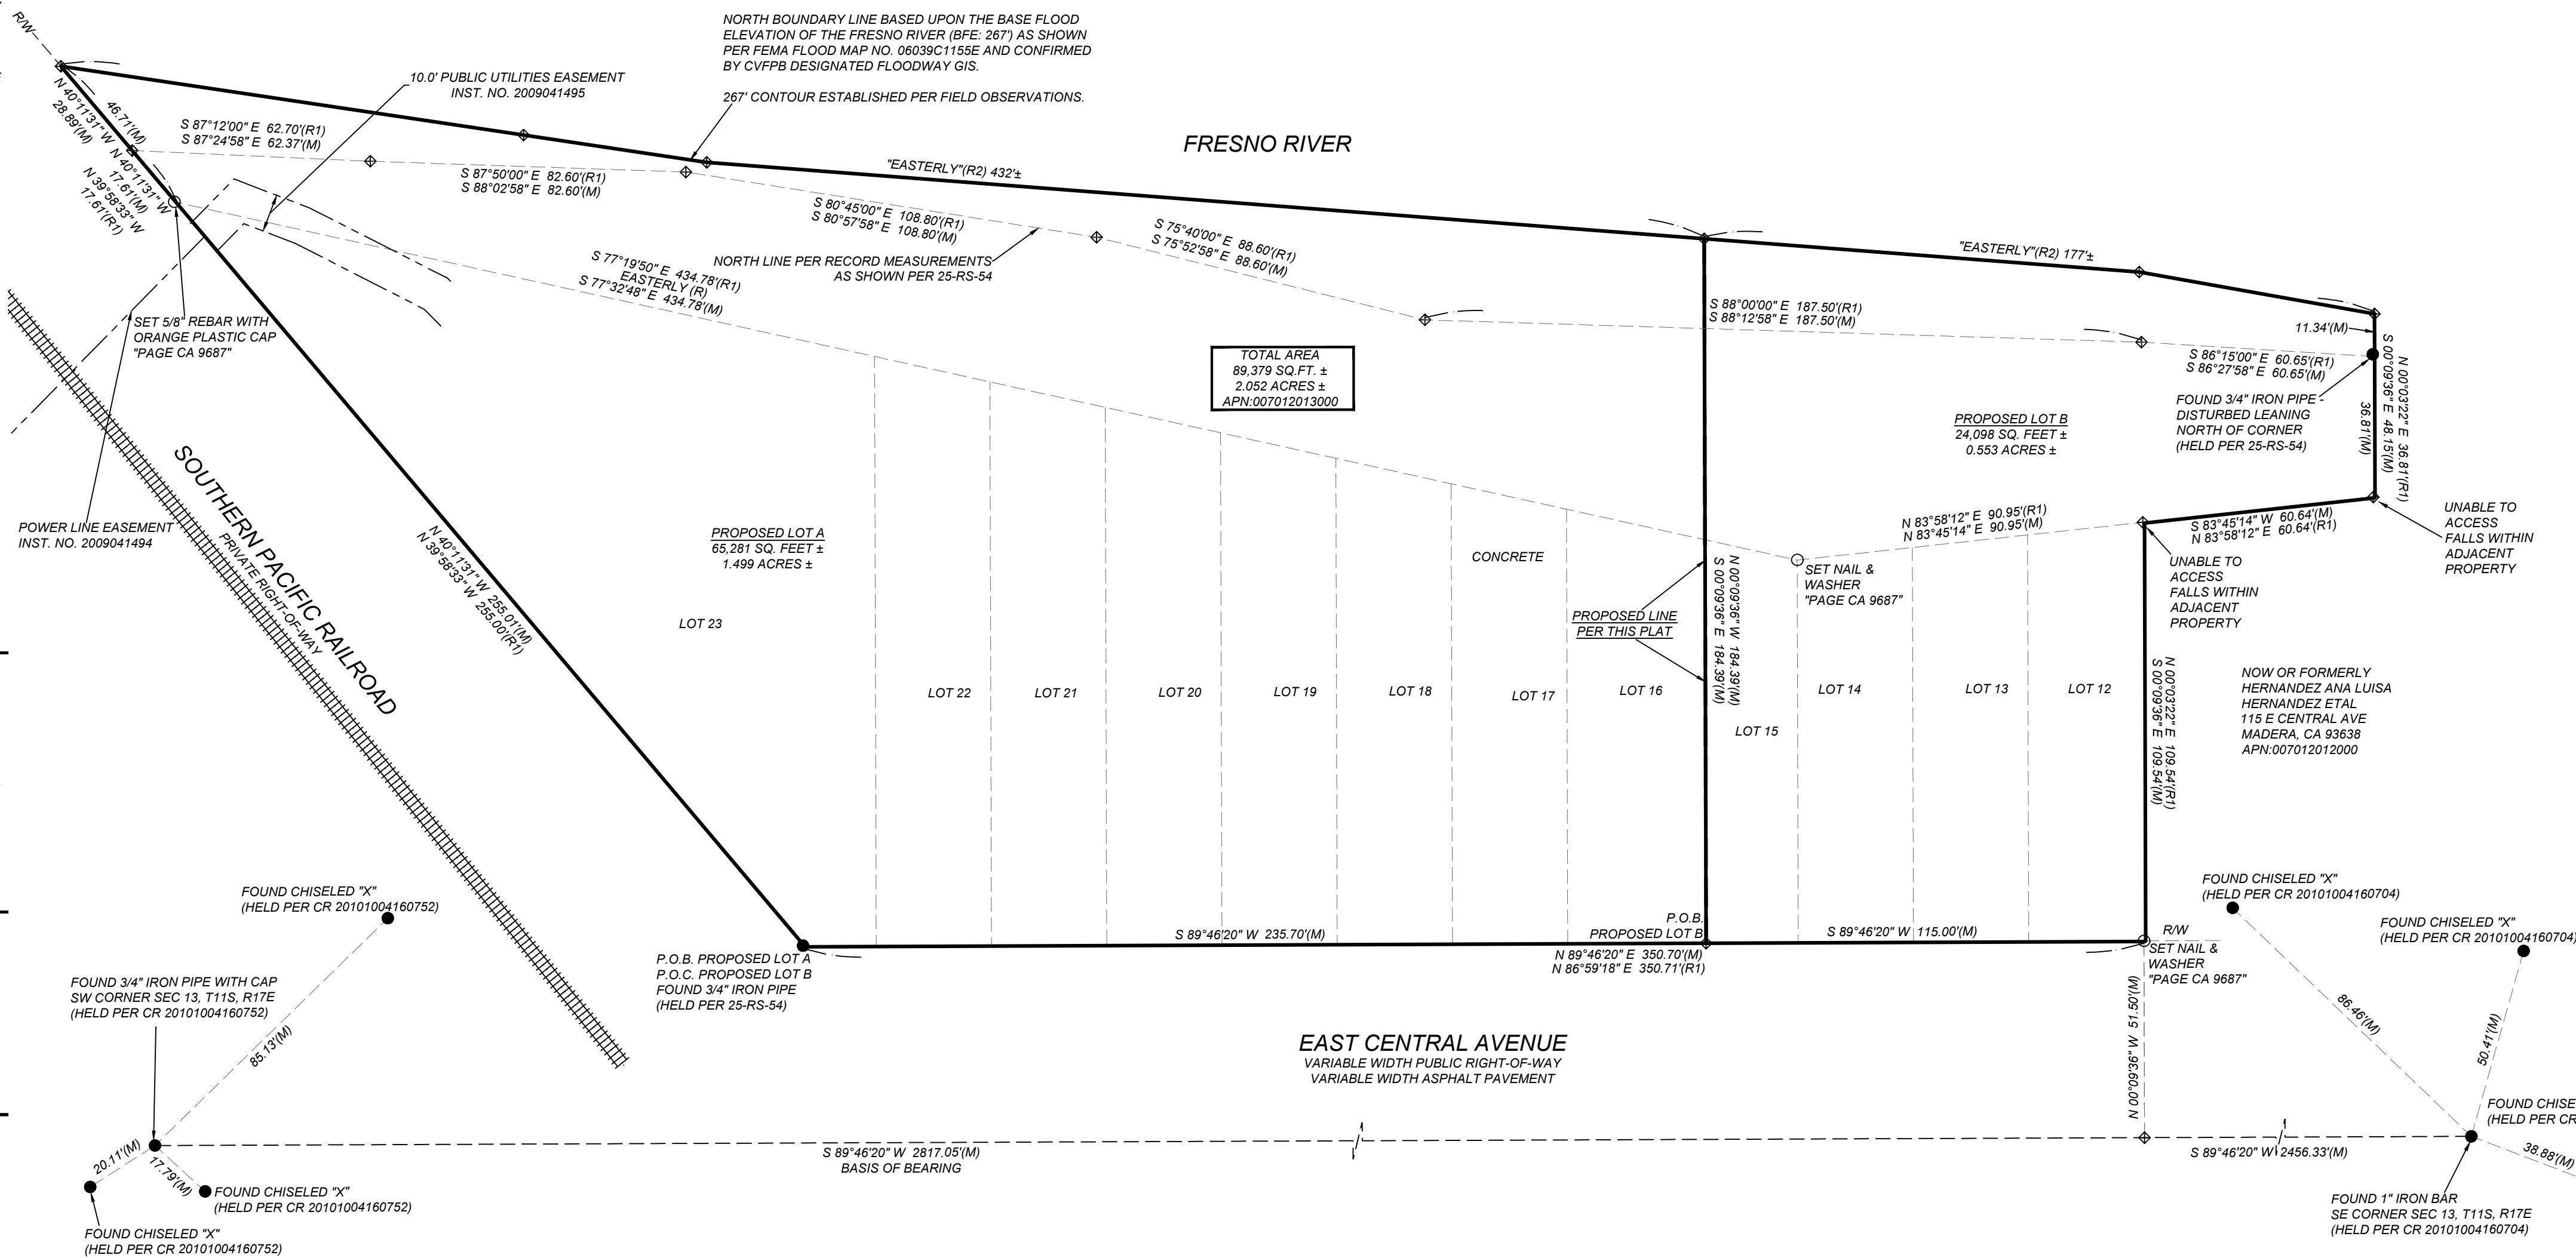 R/W
NORTH BOUNDARY LINE BASED UPON THE BASE FLOOD
ELEVATION OF THE FRESNO RIVER (BFE: 267') AS SHOWN
PER FEMA FLOOD MAP NO. 06039C1155E AND CONFIRMED
BY CVFPB DESIGNATED FLOODWAY GIS.
267' CONTOUR ESTABLISHED PER FIELD OBSERVATIONS.
10.0' PUBLIC UTILITIES EASEMENT
INST. NO. 2009041495
FRESNO RIVER
46.71'(M)
N 40°11'31" W
28.89'(M)
N 40°11'31" W
17.61'(M)
N 39°58'33" W
17.61'(R1)
S 87°12'00" E 62.70'(R1)
S 87°24'58" E 62.37'(M)
S 87°50'00" E 82.60'(R1)
S 88°02'58" E 82.60'(M)
"EASTERLY"(R2) 432'±
S 80°45'00" E 108.80'(R1)
S 80°57'58" E 108.80'(M)
S 75°40'00" E 88.60'(R1)
S 75°52'58" E 88.60'(M)
"EASTERLY"(R2) 177'±
NORTH LINE PER RECORD MEASUREMENTS
AS SHOWN PER 25-RS-54
S 77°19'50" E 434.78'(R1)
EASTERLY (R)
S 77°32'48" E 434.78'(M)
S 88°00'00" E 187.50'(R1)
S 88°12'58" E 187.50'(M)
11.34'(M)
S 86°15'00" E 60.65'(R1)
S 86°27'58" E 60.65'(M)
N 00°03'22" E 36.81'(R1)
S 00°09'36" E 48.15'(M)
36.81'(M)
SET 5/8" REBAR WITH
ORANGE PLASTIC CAP
"PAGE CA 9687"
TOTAL AREA
89,379 SQ.FT. ±
2.052 ACRES ±
APN:007012013000
FOUND 3/4" IRON PIPE -
DISTURBED LEANING
NORTH OF CORNER
(HELD PER 25-RS-54)
PROPOSED LOT B
24,098 SQ. FEET ±
0.553 ACRES ±
SOUTHERN PACIFIC RAILROAD
PRIVATE RIGHT-OF-WAY
POWER LINE EASEMENT
INST. NO. 2009041494
N 40°11'31" W 255.01'(M)
N 39°58'33" W 255.00'(R1)
PROPOSED LOT A
65,281 SQ. FEET ±
1.499 ACRES ±
CONCRETE
N 83°58'12" E 90.95'(R1)
N 83°45'14" E 90.95'(M)
S 83°45'14" W 60.64'(M)
N 83°58'12" E 60.64'(R1)
UNABLE TO
ACCESS
FALLS WITHIN
ADJACENT
PROPERTY
UNABLE TO
ACCESS
FALLS WITHIN
ADJACENT
PROPERTY
SET NAIL &
WASHER
"PAGE CA 9687"
PROPOSED LINE
PER THIS PLAT
N 00°09'36" W 184.39'(M)
S 00°09'36" E 184.39'(M)
LOT 23
LOT 22
LOT 21
LOT 20
LOT 19
LOT 18
LOT 17
LOT 16
LOT 15
LOT 14
LOT 13
LOT 12
N 00°03'22" E 109.54'(R1)
S 00°09'36" E 109.54'(M)
NOW OR FORMERLY
HERNANDEZ ANA LUISA
HERNANDEZ ETAL
115 E CENTRAL AVE
MADERA, CA 93638
APN:007012012000
FOUND CHISELED "X"
(HELD PER CR 20101004160752)
FOUND CHISELED "X"
(HELD PER CR 20101004160704)
FOUND CHISELED "X"
(HELD PER CR 20101004160704)
P.O.B.
PROPOSED LOT B
S 89°46'20" W 235.70'(M)
S 89°46'20" W 115.00'(M)
N 89°46'20" E 350.70'(M)
N 86°59'18" E 350.71'(R1)
R/W
SET NAIL &
WASHER
"PAGE CA 9687"
P.O.B. PROPOSED LOT A
P.O.C. PROPOSED LOT B
FOUND 3/4" IRON PIPE
(HELD PER 25-RS-54)
FOUND 3/4" IRON PIPE WITH CAP
SW CORNER SEC 13, T11S, R17E
(HELD PER CR 20101004160752)
85.13'(M)
EAST CENTRAL AVENUE
VARIABLE WIDTH PUBLIC RIGHT-OF-WAY
VARIABLE WIDTH ASPHALT PAVEMENT
N 00°09'36" W 51.50'(M)
86.46'(M)
50.41'(M)
FOUND CHISE
(HELD PER CR
38.88'(M)
20.11'(M)
17.79'(M)
S 89°46'20" W 2817.05'(M)
BASIS OF BEARING
S 89°46'20" W 2456.33'(M)
FOUND CHISELED "X"
(HELD PER CR 20101004160752)
FOUND CHISELED "X"
(HELD PER CR 20101004160752)
FOUND 1" IRON BAR
SE CORNER SEC 13, T11S, R17E
(HELD PER CR 20101004160704)